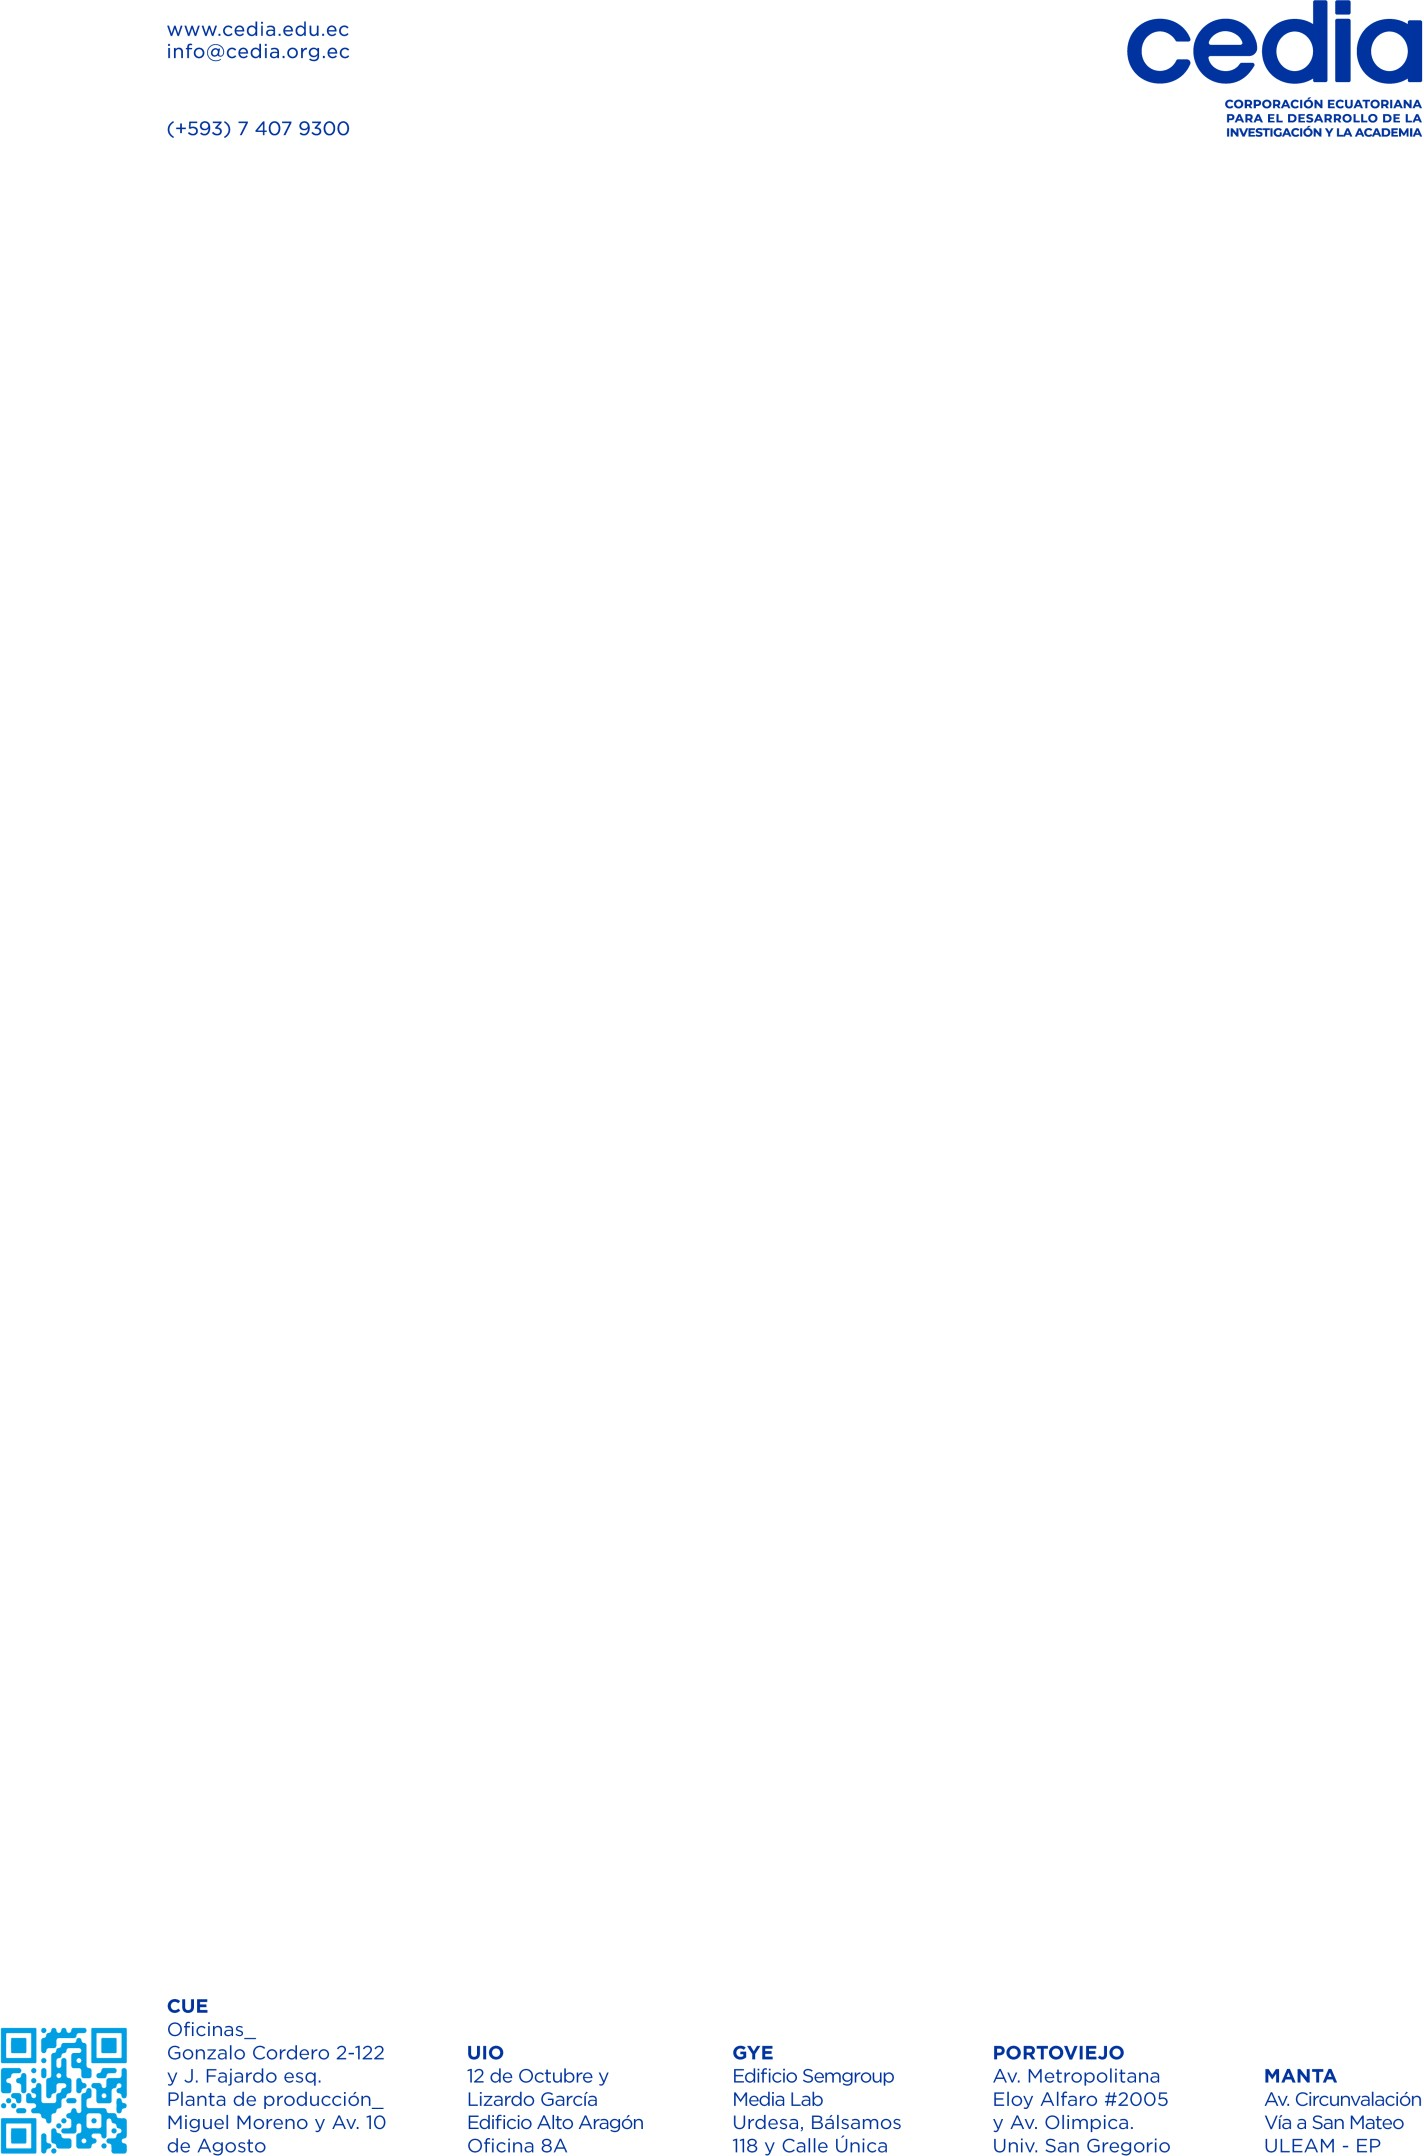 www.cedia.edu.ec
info@cedia.org.ec
(+593) 7 407 9300
cedia
CORPORACIÓN ECUATORIANA
PARA EL DESARROLLO DE LA
INVESTIGACIÓN Y LA ACADEMIA
CUE
Oficinas_
Gonzalo Cordero 2-122
y J. Fajardo esq.
Planta de producción_
Miguel Moreno y Av. 10
de Agosto
UIO
12 de Octubre y
Lizardo García
Edificio Alto Aragón
Oficina 8A
GYE
Edificio Semgroup
Media Lab
Urdesa, Bálsamos
118 y Calle Única
PORTOVIEJO
Av. Metropolitana
Eloy Alfaro #2005
y Av. Olimpica.
Univ. San Gregorio
MANTA
Av. Circunvalación
Vía a San Mateo
ULEAM - EP